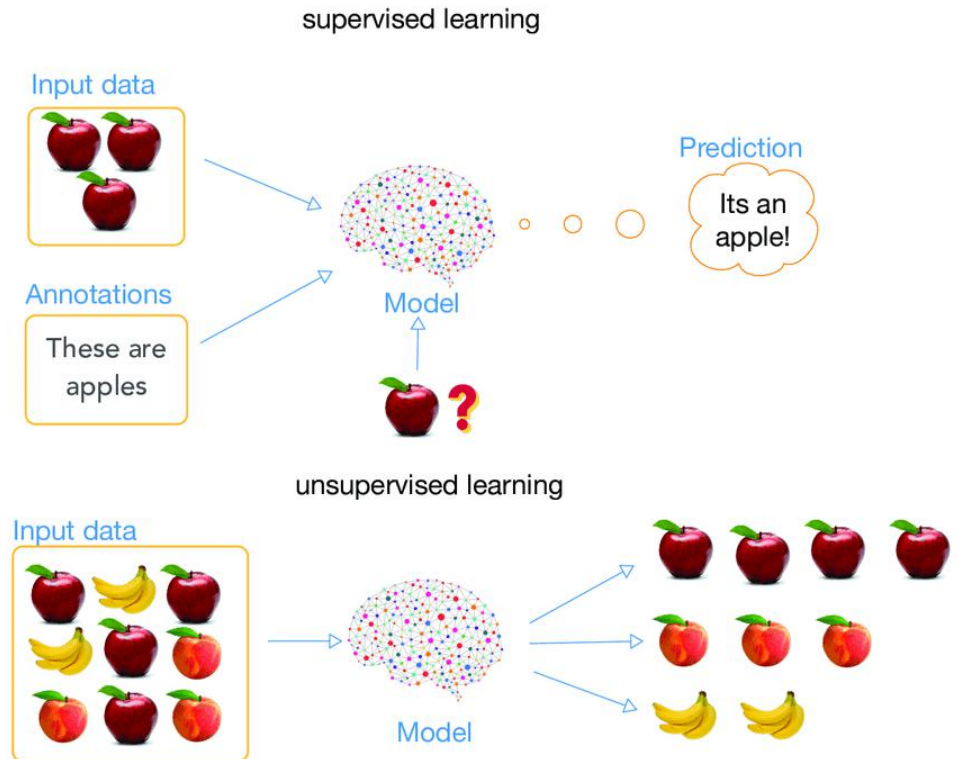 supervised learning
Input data
Prediction
Its an
apple!
Annotations
Model
These are
apples
?
unsupervised learning
Input data
Model